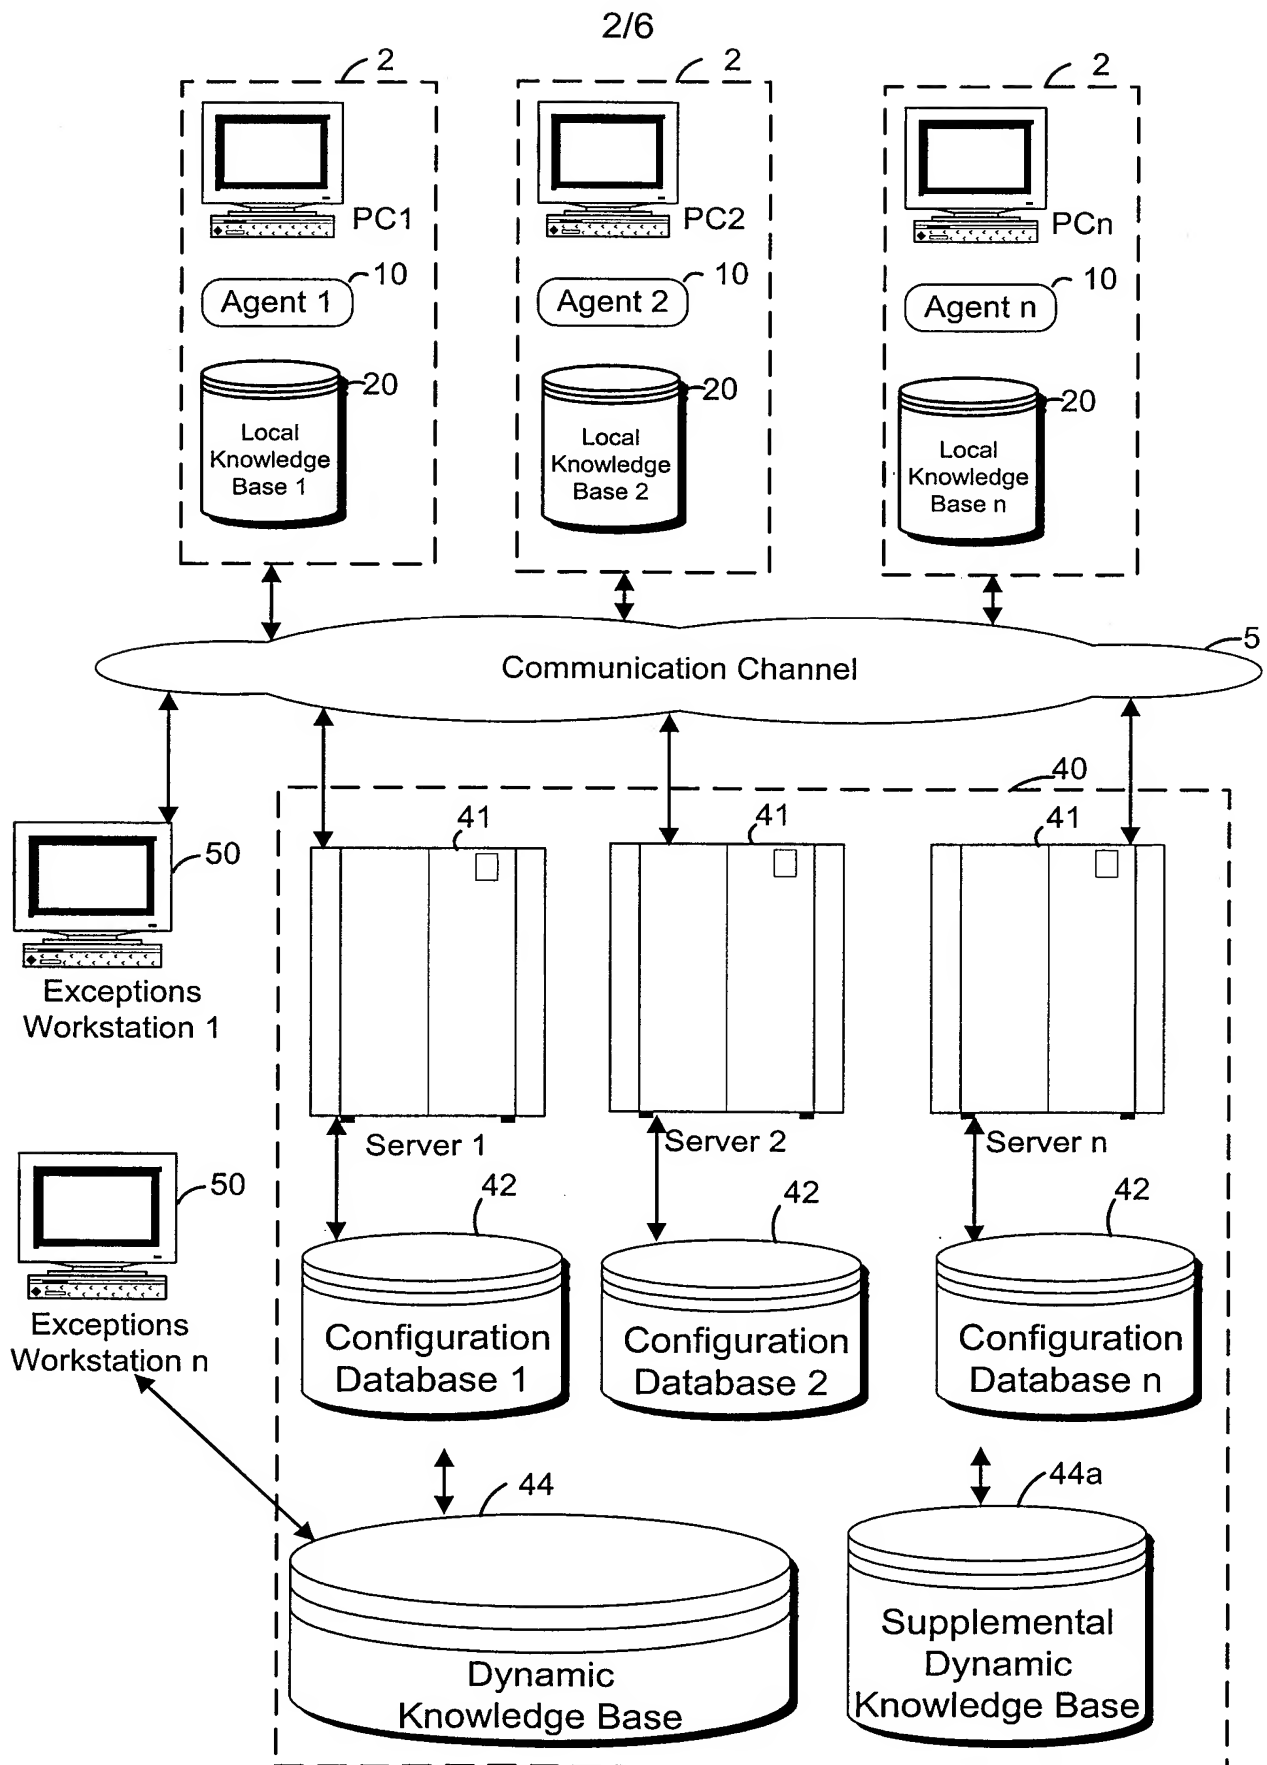 2/6
2
2
2
PC1
PC2
PCn
10
10
10
Agent 1
Agent 2
Agent n
20
20
20
Local
Knowledge
Base 1
Local
Knowledge
Base 2
Local
Knowledge
Base n
5
Communication Channel
40
41
41
41
50
Exceptions
Workstation 1
Server 1
Server 2
Server n
50
42
42
42
Exceptions
Workstation n
Configuration
Database 1
Configuration
Database 2
Configuration
Database n
44
44a
Dynamic
Knowledge Base
Supplemental
Dynamic
Knowledge Base